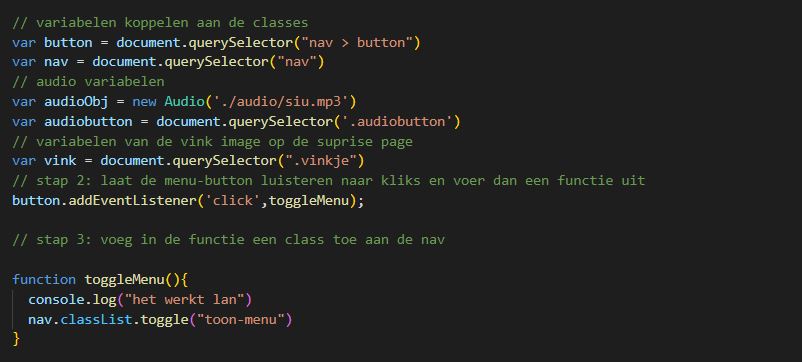 // variabelen koppelen aan de classes
var button = document.querySelector("nav > button")
var nav = document.querySelector("nav")
// audio variabelen
var audioObj = new Audio('./audio/siu.mp3')
var audiobutton = document.querySelector('.audiobutton')
// variabelen van de vink image op de suprise page
var vink = document.querySelector(".vinkje")
// stap 2: laat de menu-button luisteren naar kliks en voer dan een functie uit
button.addEventListener('click',toggleMenu);
// stap 3: voeg in de functie een class toe aan de nav
function toggleMenu(){
console.log("het werkt lan")
nav.classList.toggle("toon-menu")
}